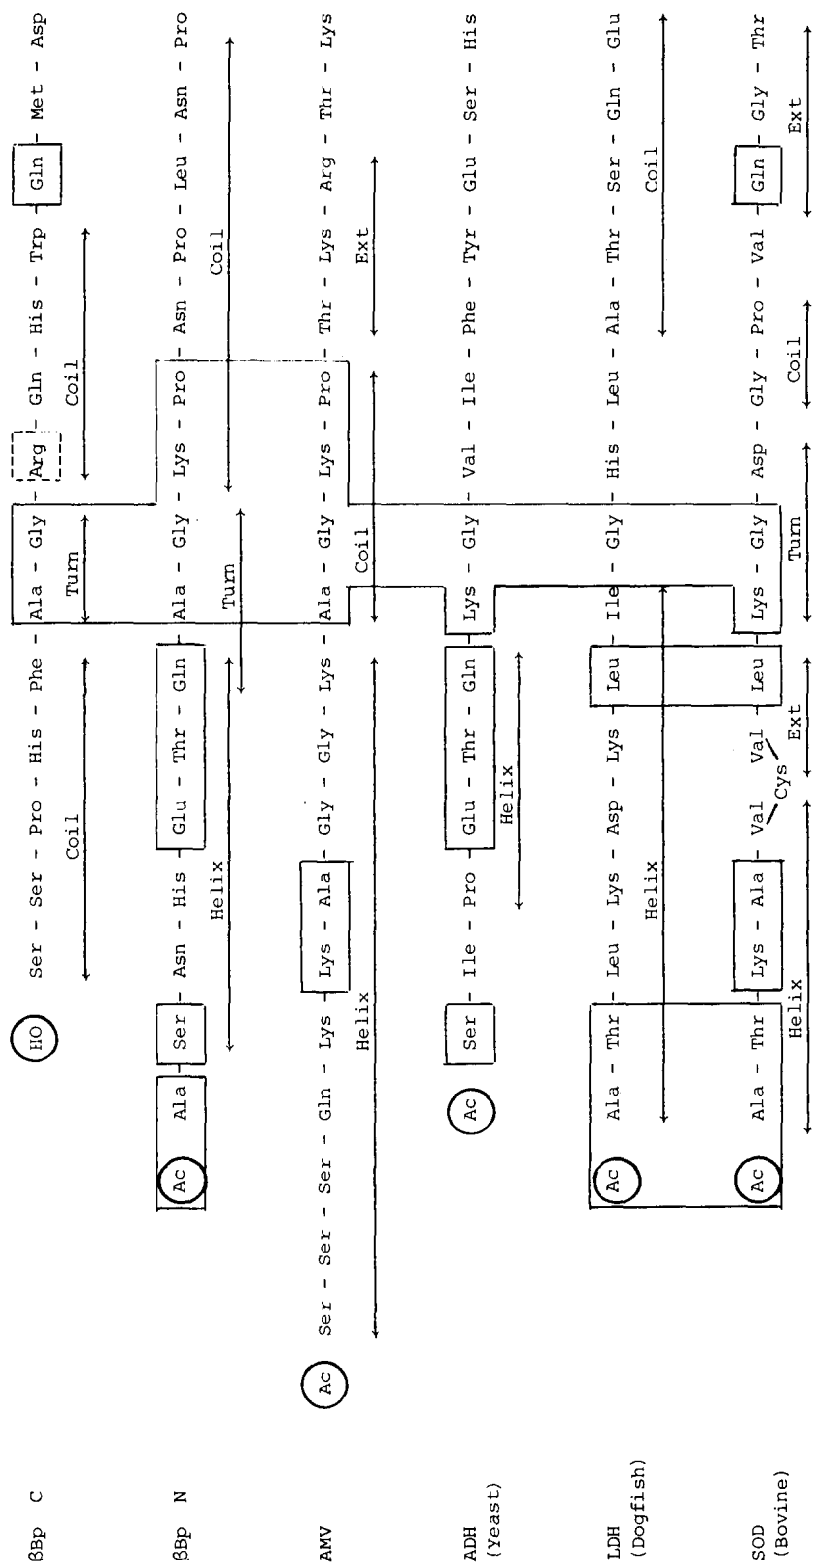 βBp C
HO Ser - Ser - Pro - His - Phe - Ala - Gly - Arg - Gln - His - Trp - Gln - Met - Asp
Coil Turn Coil
βBp N
Ac Ala - Ser - Asn - His - Glu - Thr - Gln - Ala - Gly - Lys - Pro - Asn - Pro - Leu - Asn - Pro
Helix Turn Coil
AMV
Ac Ser - Ser - Ser - Gln - Lys - Lys - Ala - Gly - Gly - Lys - Ala - Gly - Lys - Pro - Thr - Lys - Arg - Thr - Lys
Helix Coil Ext
ADH
(Yeast)
Ac Ser - Ile - Pro - Glu - Thr - Gln - Lys - Gly - Val - Ile - Phe - Tyr - Glu - Ser - His
Helix
LDH
(Dogfish)
Ac Ala - Thr - Leu - Lys - Asp - Lys - Leu - Ile - Gly - His - Leu - Ala - Thr - Ser - Gln - Glu
Helix Coil
SOD
(Bovine)
Ac Ala - Thr - Lys - Ala - Val Val - Leu - Lys - Gly - Asp - Gly - Pro - Val - Gln - Gly - Thr
Cys
Helix Ext Turn Coil Ext